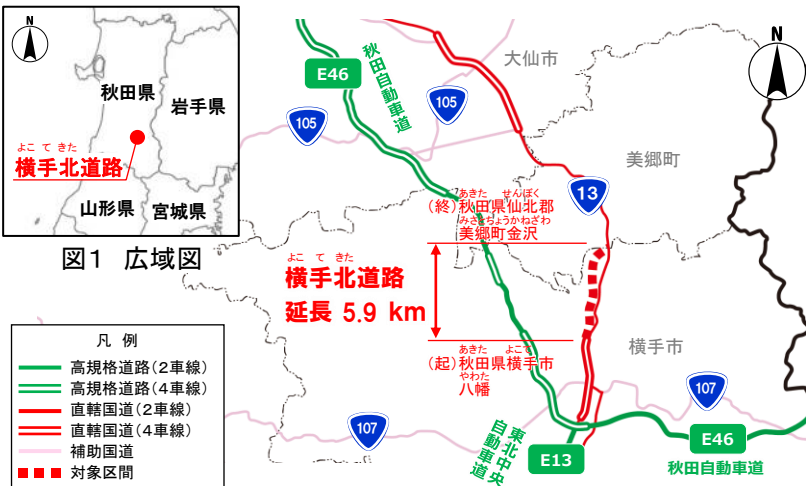 N
秋田県
岩手県
よこ て きた
横手北道路
山形県
宮城県
図1 広域図
凡 例
高規格道路(2車線)
高規格道路(4車線)
直轄国道(2車線)
直轄国道(4車線)
補助国道
対象区間
E46
秋田自動車道
大仙市
N
105
105
美郷町
13
あきた せんぼく
(終)秋田県仙北郡
みさとちょうかねざわ
美郷町金沢
よこ て きた
横手北道路
延長 5.9 km
あきた よこて
(起)秋田県横手市
やわた
八幡
横手市
107
107
東北中央
自動車道
E13
E46
秋田自動車道